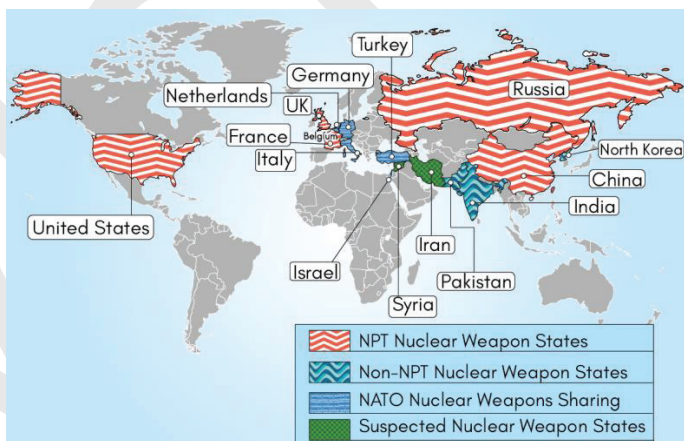 Turkey
Germany
Netherlands
Russia
UK
Belgium
North Korea
France
Italy
China
United States
India
Iran
Israel
Pakistan
Syria
NPT Nuclear Weapon States
Non-NPT Nuclear Weapon States
NATO Nuclear Weapons Sharing
Suspected Nuclear Weapon States